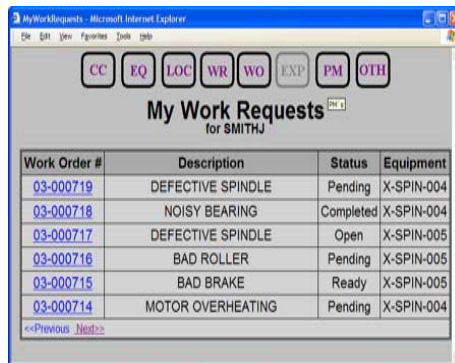 MyWorkRequests - Microsoft Internet Explorer
File Edit View Favorites Tools Help
CC EQ LOC WR WO EXP PM OTH
My Work Requests
for SMITHJ
Work Order # Description Status Equipment
03-000719 DEFECTIVE SPINDLE Pending X-SPIN-004
03-000718 NOISY BEARING Completed X-SPIN-004
03-000717 DEFECTIVE SPINDLE Open X-SPIN-005
03-000716 BAD ROLLER Pending X-SPIN-005
03-000715 BAD BRAKE Ready X-SPIN-005
03-000714 MOTOR OVERHEATING Pending X-SPIN-004
<<Previous Next>>